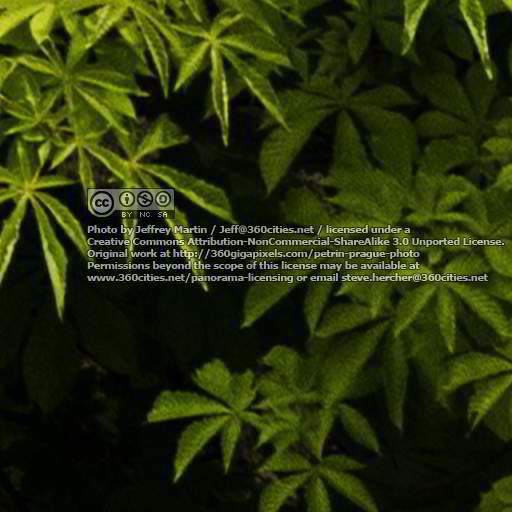 cc
BY NC SA
Photo by Jeffrey Martin / Jeff@360cities.net / licensed under a
Creative Commons Attribution-NonCommercial-ShareAlike 3.0 Unported License.
Original work at http://360gigapixels.com/petrin-prague-photo
Permissions beyond the scope of this license may be available at
www.360cities.net/panorama-licensing or email steve.hercher@360cities.net